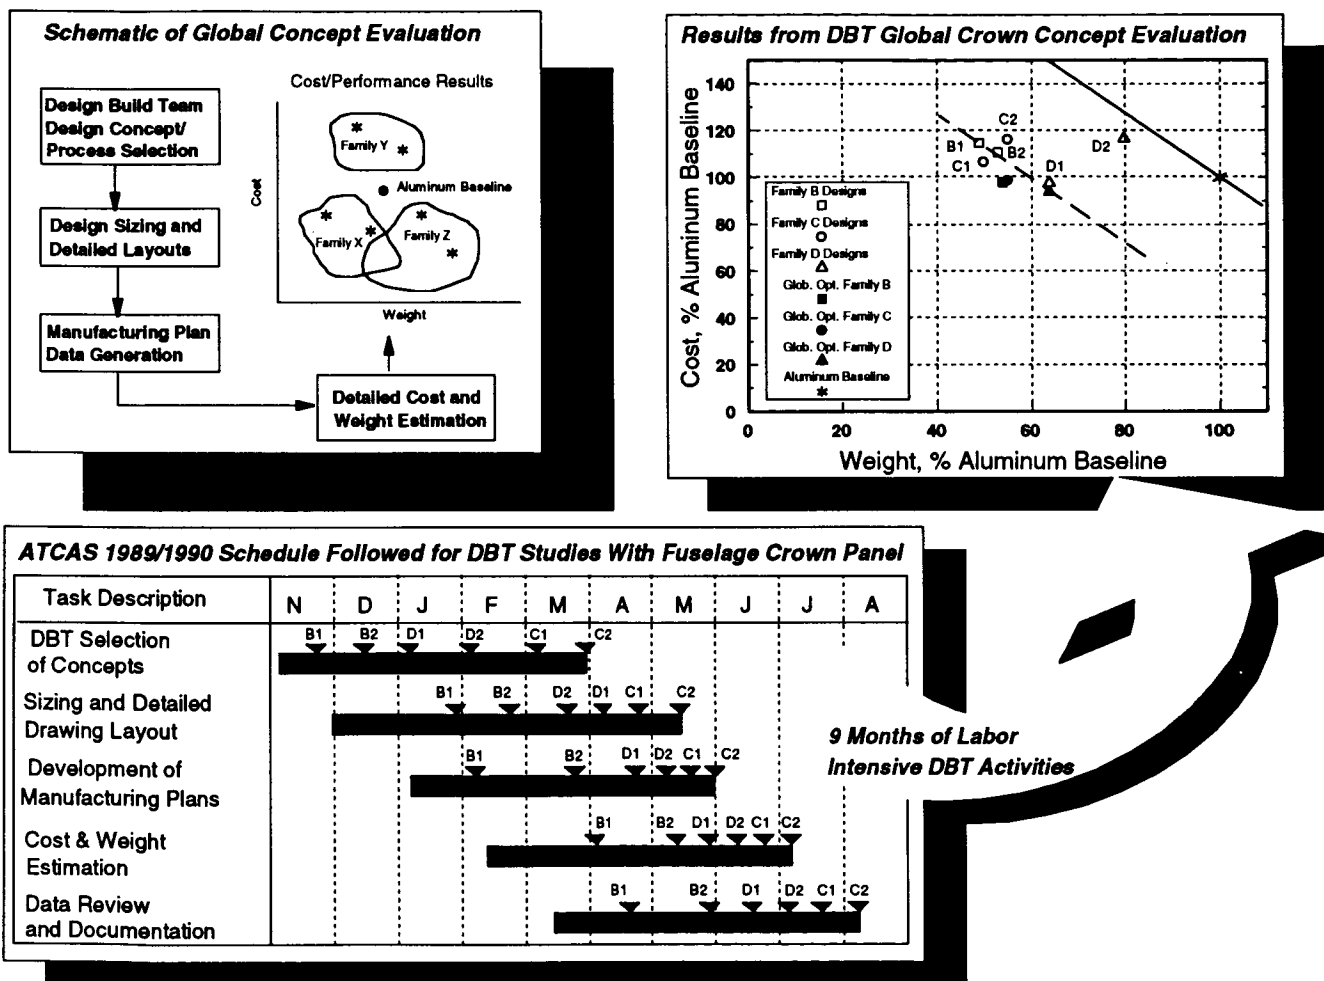 Schematic of Global Concept Evaluation
Cost/Performance Results
Design Build Team
Design Concept/
Process Selection
Design Sizing and
Detailed Layouts
Manufacturing Plan
Data Generation
Detailed Cost and
Weight Estimation
Cost
Family Y
Aluminum Baseline
Family X
Family Z
Weight
Results from DBT Global Crown Concept Evaluation
Cost, % Aluminum Baseline
140
120
100
80
60
40
20
0
B1
C2
B2
C1
D1
D2
Family B Designs
Family C Designs
Family D Designs
Glob. Opt. Family B
Glob. Opt. Family C
Glob. Opt. Family D
Aluminum Baseline
0 20 40 60 80 100
Weight, % Aluminum Baseline
ATCAS 1989/1990 Schedule Followed for DBT Studies With Fuselage Crown Panel
Task Description N D J F M A M J J A
DBT Selection
of Concepts
B1 B2 D1 D2 C1 C2
Sizing and Detailed
Drawing Layout
B1 B2 D2 D1 C1 C2
Development of
Manufacturing Plans
B1 B2 D1 D2 C1 C2
Cost & Weight
Estimation
B1 B2 D1 D2 C1 C2
Data Review
and Documentation
B1 B2 D1 D2 C1 C2
9 Months of Labor
Intensive DBT Activities